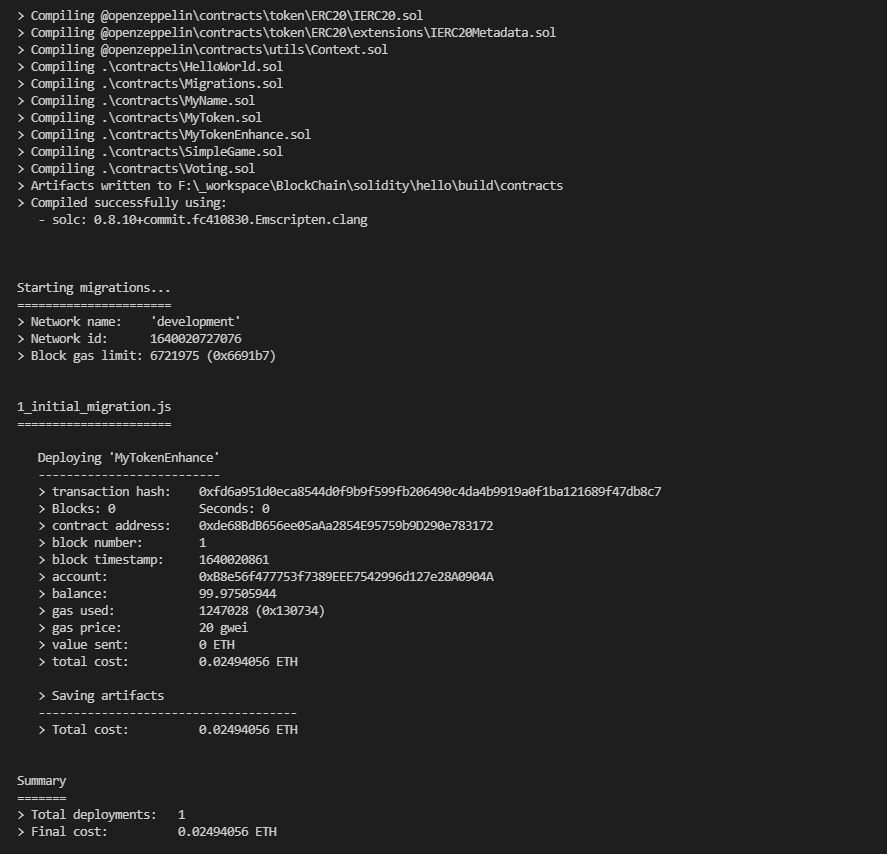 > Compiling @openzeppelin\contracts\token\ERC20\IERC20.sol
> Compiling @openzeppelin\contracts\token\ERC20\extensions\IERC20Metadata.sol
> Compiling @openzeppelin\contracts\utils\Context.sol
> Compiling .\contracts\HelloWorld.sol
> Compiling .\contracts\Migrations.sol
> Compiling .\contracts\MyName.sol
> Compiling .\contracts\MyToken.sol
> Compiling .\contracts\MyTokenEnhance.sol
> Compiling .\contracts\SimpleGame.sol
> Compiling .\contracts\Voting.sol
> Artifacts written to F:\_workspace\BlockChain\solidity\hello\build\contracts
> Compiled successfully using:
   - solc: 0.8.10+commit.fc410830.Emscripten.clang
Starting migrations...
======================
> Network name:    'development'
> Network id:      1640020727076
> Block gas limit: 6721975 (0x6691b7)
1_initial_migration.js
======================
   Deploying 'MyTokenEnhance'
   --------------------------
   > transaction hash:    0xfd6a951d0eca8544d0f9b9f599fb206490c4da4b9919a0f1ba121689f47db8c7
   > Blocks: 0            Seconds: 0
   > contract address:    0xde68BdB656ee05aAa2854E95759b9D290e783172
   > block number:        1
   > block timestamp:     1640020861
   > account:             0xB8e56f477753f7389EEE7542996d127e28A0904A
   > balance:             99.97505944
   > gas used:            1247028 (0x130734)
   > gas price:           20 gwei
   > value sent:          0 ETH
   > total cost:          0.02494056 ETH
   > Saving artifacts
   -------------------------------------
   > Total cost:          0.02494056 ETH
Summary
=======
> Total deployments:   1
> Final cost:          0.02494056 ETH